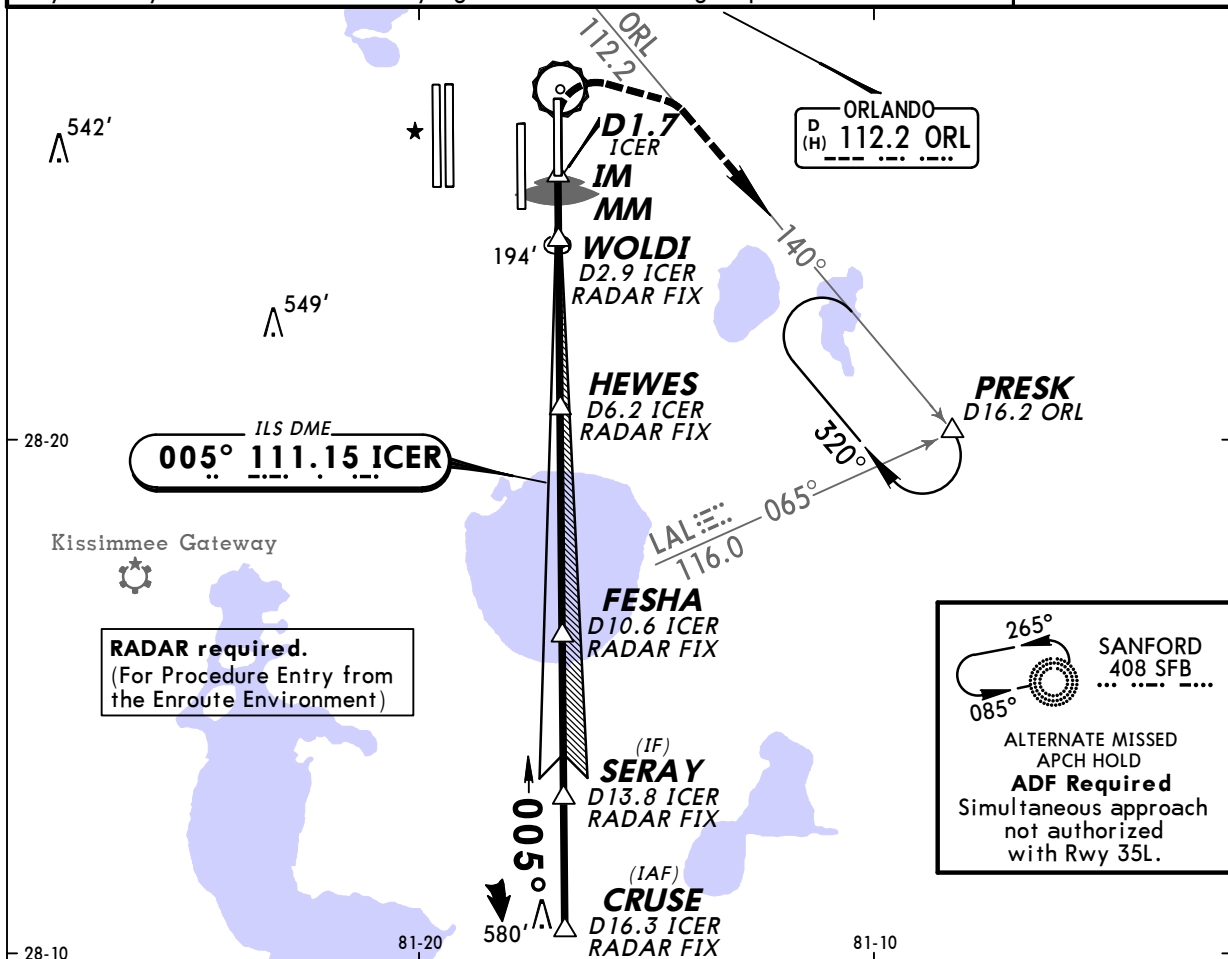 ORL
112.2
542'
ORLANDO
D
(H) 112.2 ORL
D1.7
ICER
IM
MM
194'
WOLDI
D2.9 ICER
RADAR FIX
140°
549'
HEWES
D6.2 ICER
RADAR FIX
PRESK
D16.2 ORL
28-20
ILS DME
005° 111.15 ICER
320°
LAL
116.0
065°
Kissimmee Gateway
FESHA
D10.6 ICER
RADAR FIX
RADAR required.
(For Procedure Entry from
the Enroute Environment)
265°
SANFORD
408 SFB
085°
ALTERNATE MISSED
APCH HOLD
ADF Required
Simultaneous approach
not authorized
with Rwy 35L.
(IF)
SERAY
D13.8 ICER
RADAR FIX
005°
(IAF)
CRUSE
D16.3 ICER
RADAR FIX
580'
28-10
81-20
81-10